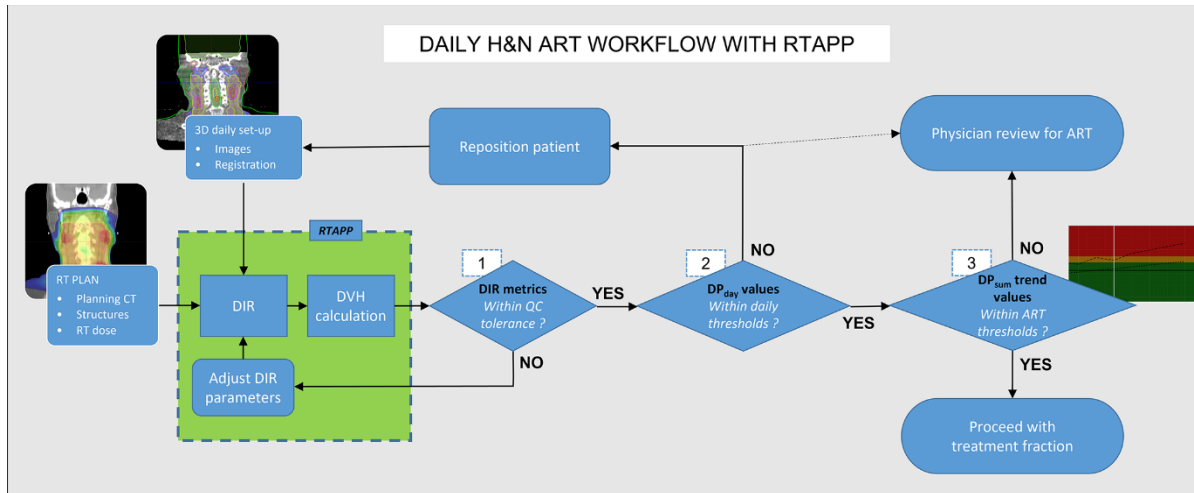 DAILY H&N ART WORKFLOW WITH RTAPP
3D daily set-up
• Images
• Registration
Reposition patient
Physician review for ART
RT PLAN
• Planning CT
• Structures
• RT dose
RTAPP
DIR
DVH
calculation
Adjust DIR
parameters
1
DIR metrics
Within QC
tolerance ?
YES
NO
2
DPday values
Within daily
thresholds ?
NO
YES
3
DPsum trend
values
Within ART
thresholds ?
NO
YES
Proceed with
treatment fraction